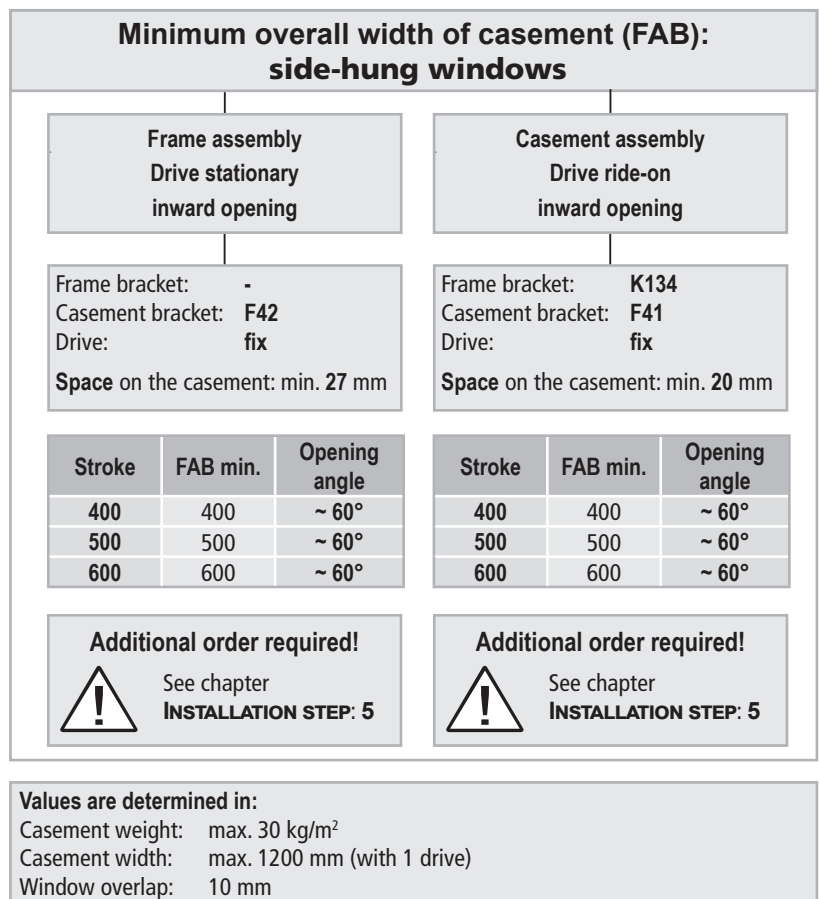 Minimum overall width of casement (FAB):
side-hung windows
Frame assembly
Drive stationary
inward opening
Frame bracket: -
Casement bracket: F42
Drive: fix
Space on the casement: min. 27 mm
Stroke FAB min. Opening angle
400 400 ~ 60°
500 500 ~ 60°
600 600 ~ 60°
Additional order required!
See chapter
INSTALLATION STEP: 5
Casement assembly
Drive ride-on
inward opening
Frame bracket: K134
Casement bracket: F41
Drive: fix
Space on the casement: min. 20 mm
Stroke FAB min. Opening angle
400 400 ~ 60°
500 500 ~ 60°
600 600 ~ 60°
Additional order required!
See chapter
INSTALLATION STEP: 5
Values are determined in:
Casement weight: max. 30 kg/m²
Casement width: max. 1200 mm (with 1 drive)
Window overlap: 10 mm